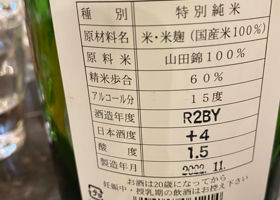 種別 特別純米
原材料名 米・米麹(国産米100%)
原料米 山田錦100%
精米歩合 60%
アルコール分 15度
酒造年度 R2BY
日本酒度 +4
酸度 1.5
製造年月 2022.11.
お酒は20歳になってから
妊娠中・授乳期の飲酒はお控え下さい